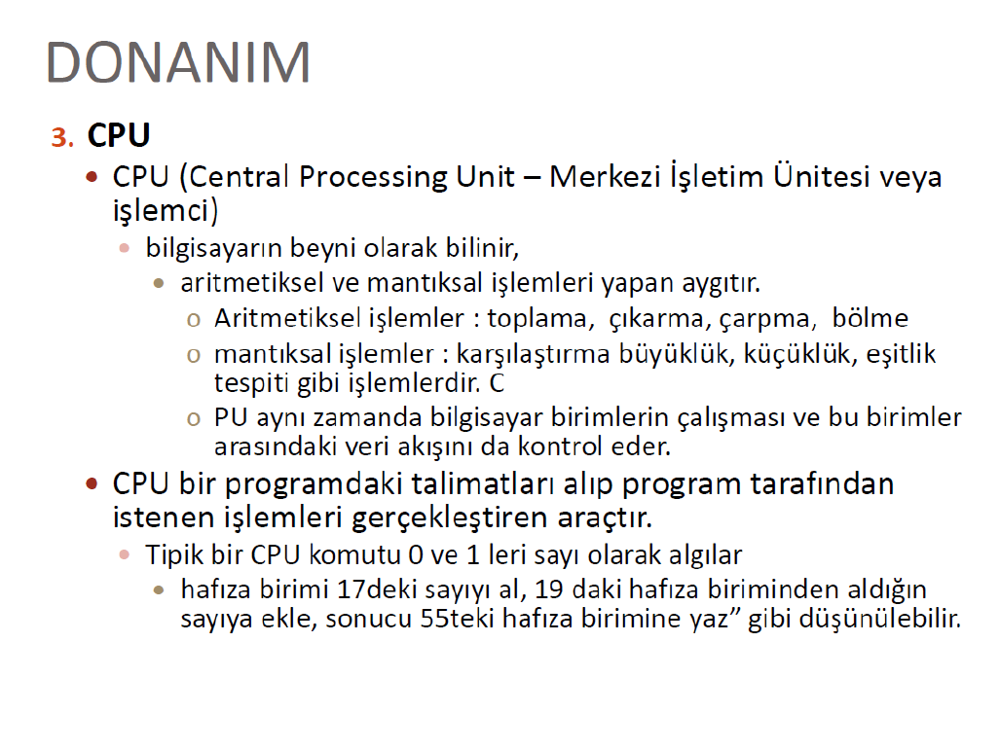 DONANIM
3. CPU
• CPU (Central Processing Unit – Merkezi İşletim Ünitesi veya
işlemci)
• bilgisayarın beyni olarak bilinir,
• aritmetiksel ve mantıksal işlemleri yapan aygıtır.
o Aritmetiksel işlemler : toplama, çıkarma, çarpma, bölme
o mantıksal işlemler : karşılaştırma büyüklük, küçüklük, eşitlik
tespiti gibi işlemlerdir. C
o PU aynı zamanda bilgisayar birimlerin çalışması ve bu birimler
arasındaki veri akışını da kontrol eder.
• CPU bir programdaki talimatları alıp program tarafından
istenen işlemleri gerçekleştiren araçtır.
• Tipik bir CPU komutu 0 ve 1 leri sayı olarak algılar
• hafıza birimi 17deki sayıyı al, 19 daki hafıza biriminden aldığın
sayıya ekle, sonucu 55teki hafıza birimine yaz” gibi düşünülebilir.